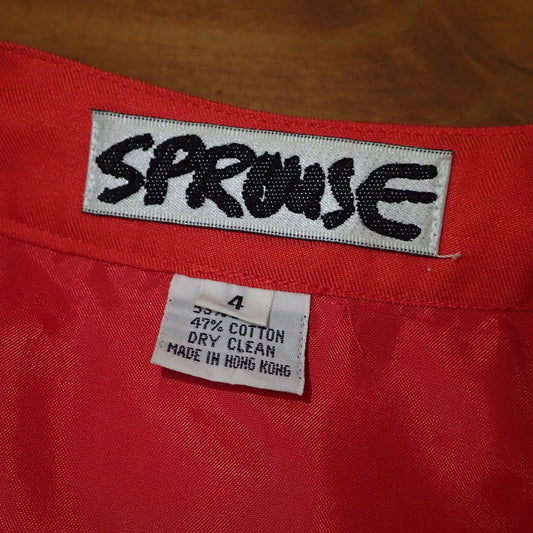 SPROUSE
4
47% COTTON
DRY CLEAN
MADE IN HONG KONG